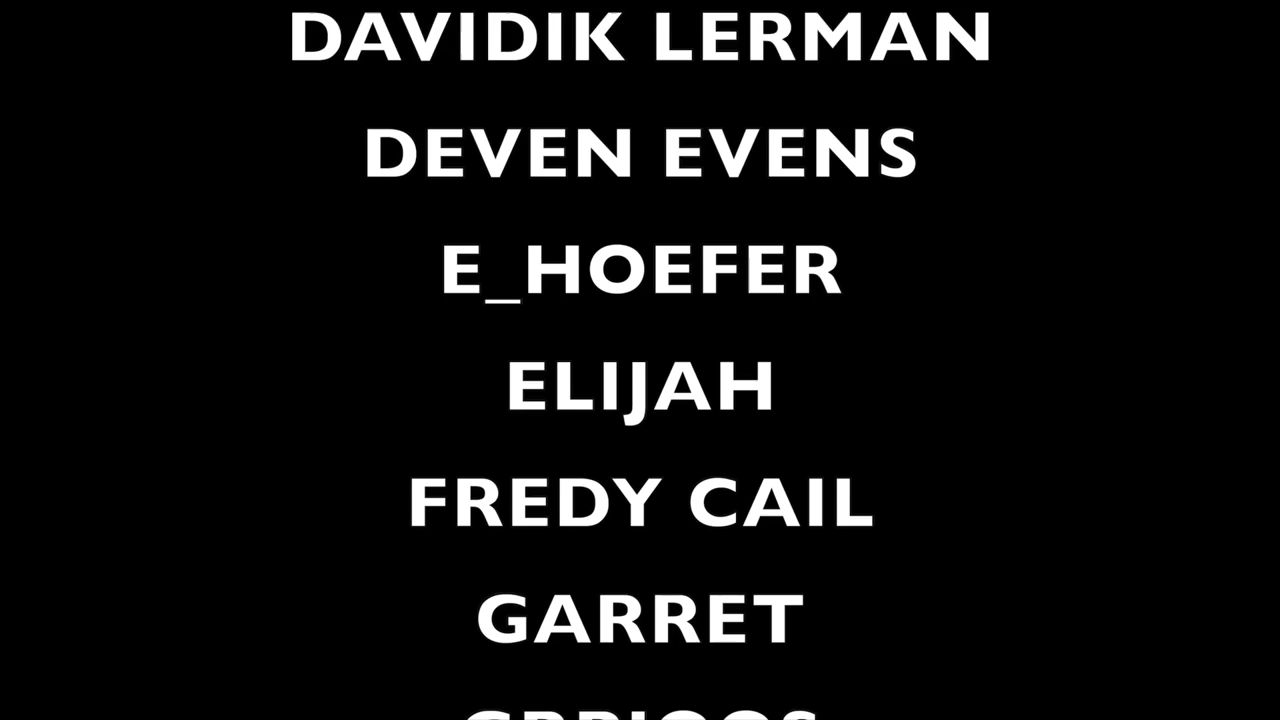 DAVIDIK LERMAN
DEVEN EVENS
E_HOEFER
ELIJAH
FREDY CAIL
GARRET